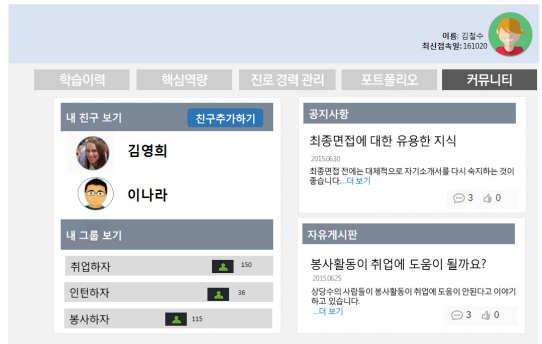 이름: 김철수
최신접속일: 161020
학습이력
핵심역량
진로 경력 관리
포트폴리오
커뮤니티
내 친구 보기
친구추가하기
김영희
이나라
내 그룹 보기
취업하자
150
인턴하자
36
봉사하자
115
공지사항
최종면접에 대한 유용한 지식
2015.06.30
최종면접 전에는 대체적으로 자기소개서를 다시 숙지하는 것이
좋습니다...더 보기
3 0
자유게시판
봉사활동이 취업에 도움이 될까요?
2015.06.25
상당수의 사람들이 봉사활동이 취업에 도움이 안된다고 이야기
하고 있습니다.
...더 보기
3 0